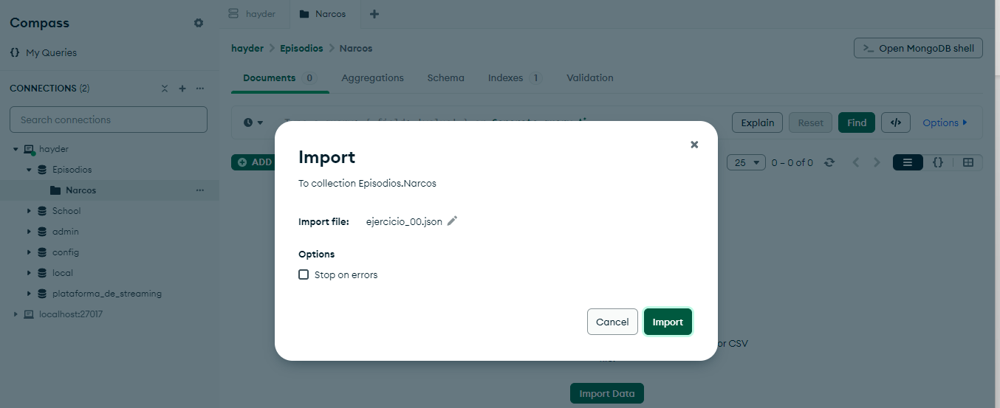 Compass
My Queries
CONNECTIONS (2)
Search connections
hayder
Episodios
Narcos
School
admin
config
local
plataforma_de_streaming
localhost:27017
hayder
Narcos
hayder > Episodios > Narcos
>_ Open MongoDB shell
Documents 0 Aggregations Schema Indexes 1 Validation
Explain Reset Find </> Options
ADD
25 0 – 0 of 0 {}
Import
To collection Episodios.Narcos
Import file: ejercicio_00.json
Options
Stop on errors
Cancel Import
or CSV
Import Data